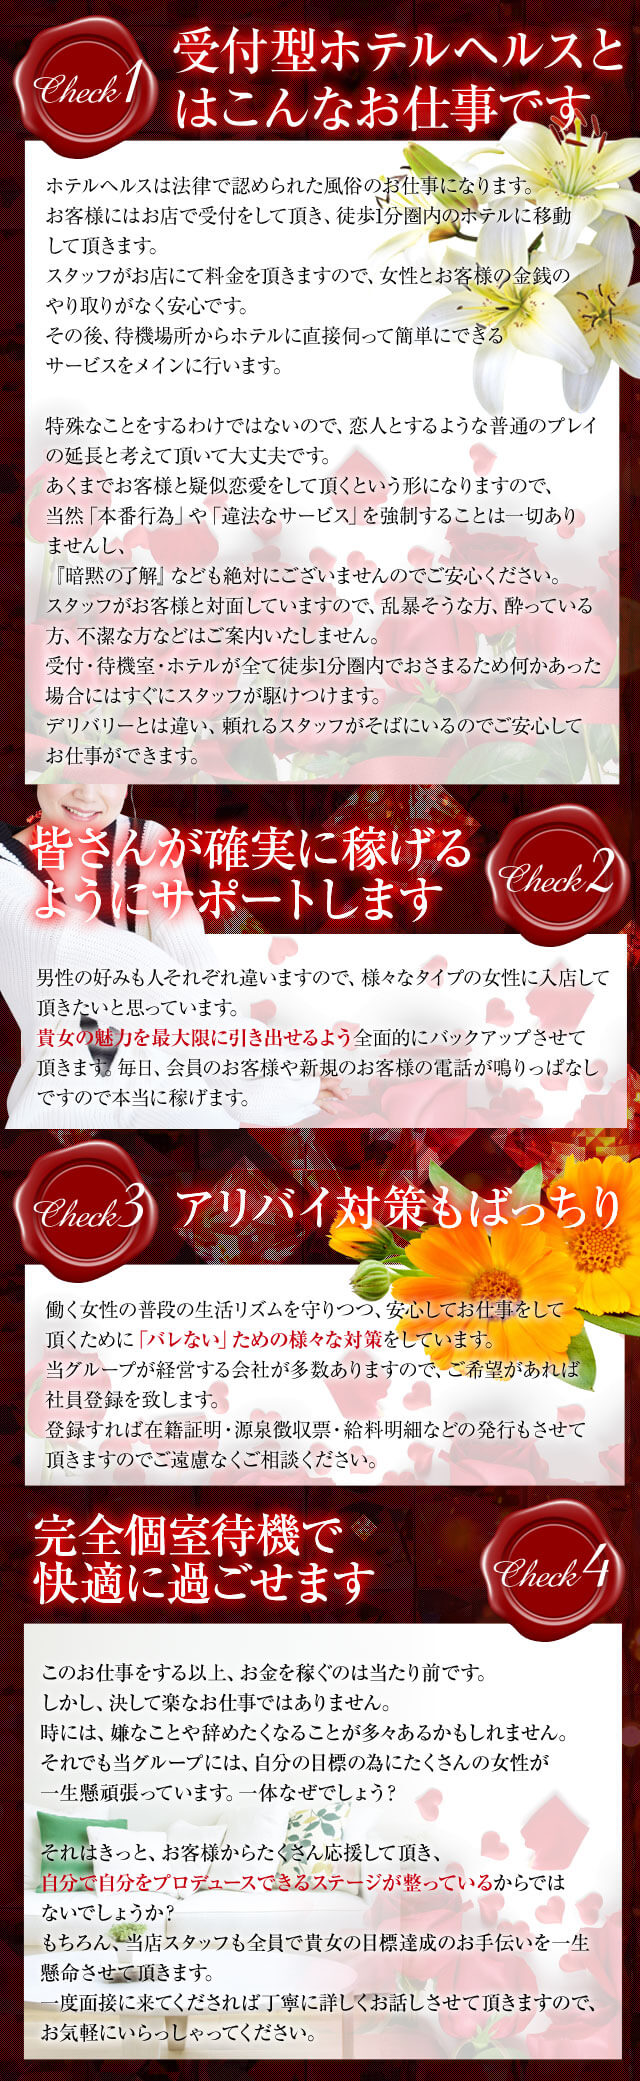 Check1
受付型ホテルヘルスと
はこんなお仕事です
ホテルヘルスは法律で認められた風俗のお仕事になります。
お客様にはお店で受付をして頂き、徒歩1分圏内のホテルに移動
して頂きます。
スタッフがお店にて料金を頂きますので、女性とお客様の金銭の
やり取りがなく安心です。
その後、待機場所からホテルに直接伺って簡単にできる
サービスをメインに行います。
特殊なことをするわけではないので、恋人とするような普通のプレイ
の延長と考えて頂いて大丈夫です。
あくまでお客様と疑似恋愛をして頂くという形になりますので、
当然「本番行為」や「違法なサービス」を強制することは一切あり
ませんし、
『暗黙の了解』なども絶対にございませんのでご安心ください。
スタッフがお客様と対面していますので、乱暴そうな方、酔っている
方、不潔な方などはご案内いたしません。
受付・待機室・ホテルが全て徒歩1分圏内でおさまるため何かあった
場合にはすぐにスタッフが駆けつけます。
デリバリーとは違い、頼れるスタッフがそばにいるのでご安心して
お仕事ができます。
皆さんが確実に稼げる
ようにサポートします
Check2
男性の好みも人それぞれ違いますので、様々なタイプの女性に入店して
頂きたいと思っています。
貴女の魅力を最大限に引き出せるよう全面的にバックアップさせて
頂きます。毎日、会員のお客様や新規のお客様の電話が鳴りっぱなし
ですので本当に稼げます。
Check3
アリバイ対策もばっちり
働く女性の普段の生活リズムを守りつつ、安心してお仕事をして
頂くために「バレない」ための様々な対策をしています。
当グループが経営する会社が多数ありますので、ご希望があれば
社員登録を致します。
登録すれば在籍証明・源泉徴収票・給料明細などの発行もさせて
頂きますのでご遠慮なくご相談ください。
完全個室待機で
快適に過ごせます
Check4
このお仕事をする以上、お金を稼ぐのは当たり前です。
しかし、決して楽なお仕事ではありません。
時には、嫌なことや辞めたくなることが多々あるかもしれません。
それでも当グループには、自分の目標の為にたくさんの女性が
一生懸頑張っています。一体なぜでしょう？
それはきっと、お客様からたくさん応援して頂き、
自分で自分をプロデュースできるステージが整っているからでは
ないでしょうか？
もちろん、当店スタッフも全員で貴女の目標達成のお手伝いを一生
懸命させて頂きます。
一度面接に来てくだされば丁寧に詳しくお話しさせて頂きますので、
お気軽にいらっしゃってください。